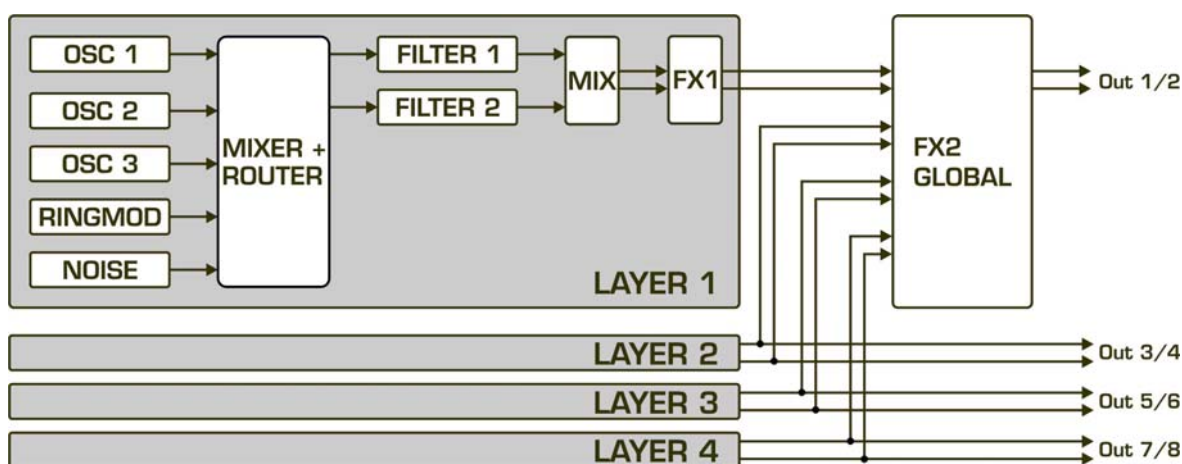 OSC 1
OSC 2
OSC 3
RINGMOD
NOISE
MIXER +
ROUTER
FILTER 1
FILTER 2
MIX
FX1
LAYER 1
FX2
GLOBAL
Out 1/2
LAYER 2
Out 3/4
LAYER 3
Out 5/6
LAYER 4
Out 7/8